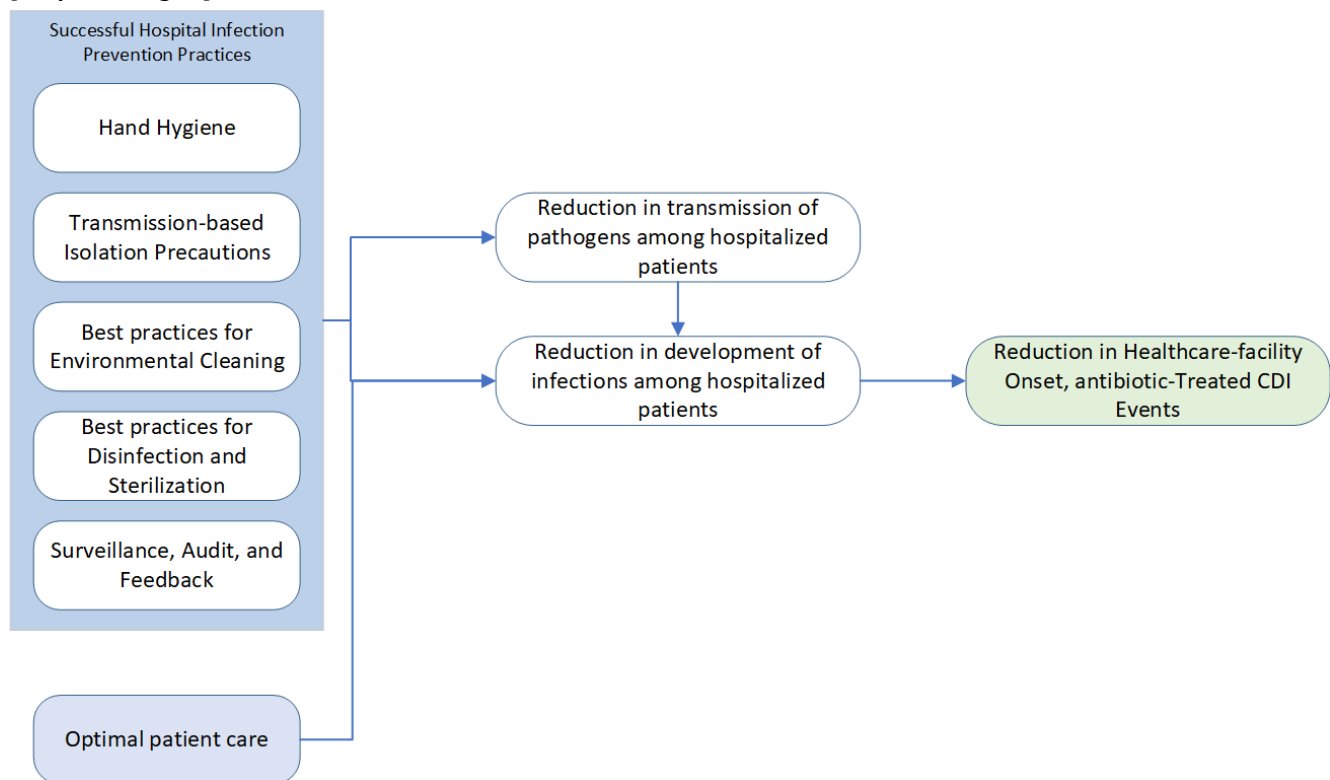 Successful Hospital Infection
Prevention Practices
Hand Hygiene
Transmission-based
Isolation Precautions
Best practices for
Environmental Cleaning
Best practices for
Disinfection and
Sterilization
Surveillance, Audit, and
Feedback
Optimal patient care
Reduction in transmission of
pathogens among hospitalized
patients
Reduction in development of
infections among hospitalized
patients
Reduction in Healthcare-facility
Onset, antibiotic-Treated CDI
Events